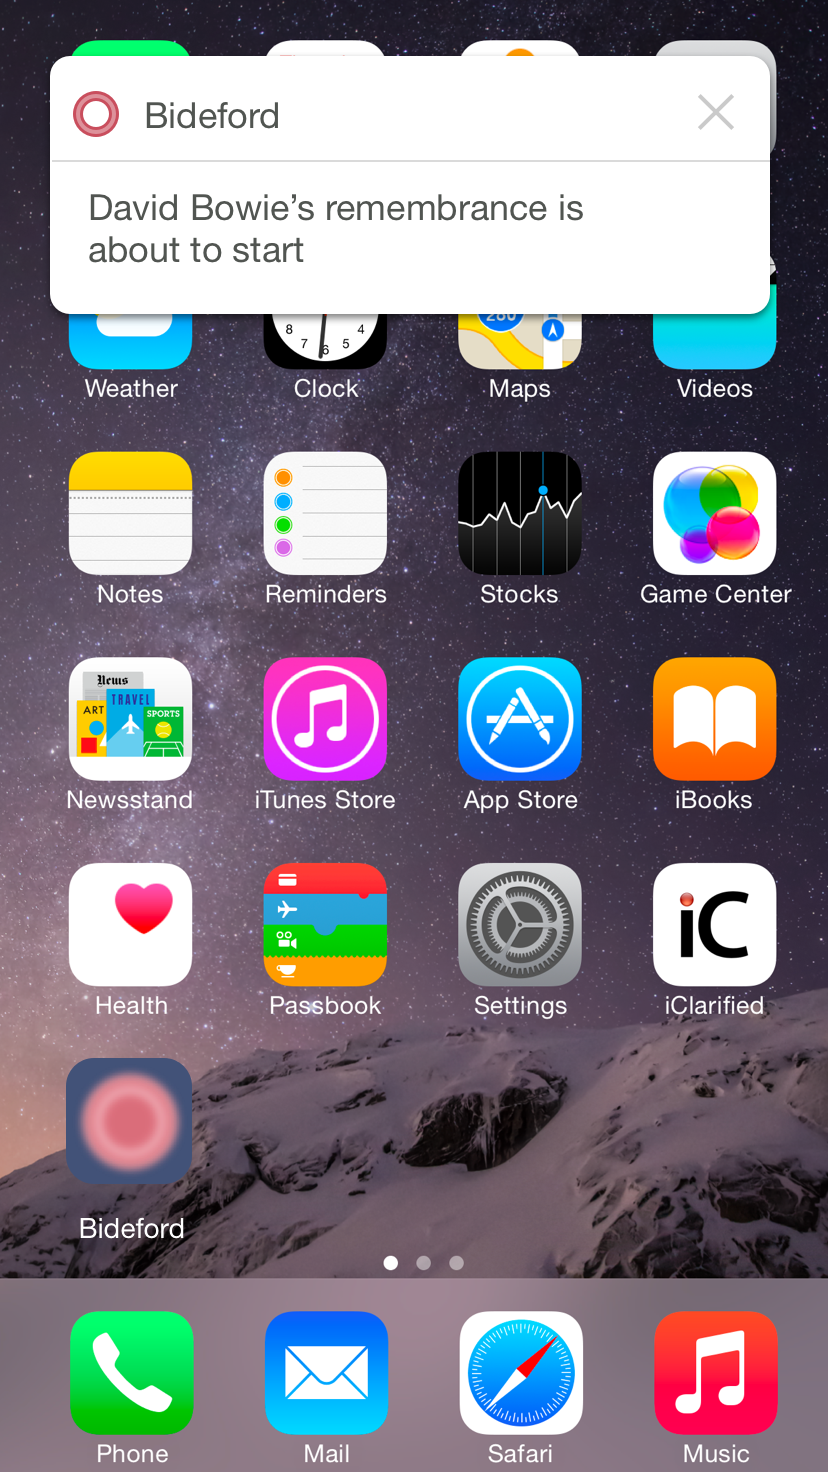 Bideford
David Bowie’s remembrance is
about to start
280
8
4
7
5
6
Weather
Clock
Maps
Videos
Notes
Reminders
Stocks
Game Center
News
TRAVEL
ART
SPORTS
Newsstand
iTunes Store
App Store
iBooks
iC
Health
Passbook
Settings
iClarified
Bideford
Phone
Mail
Safari
Music